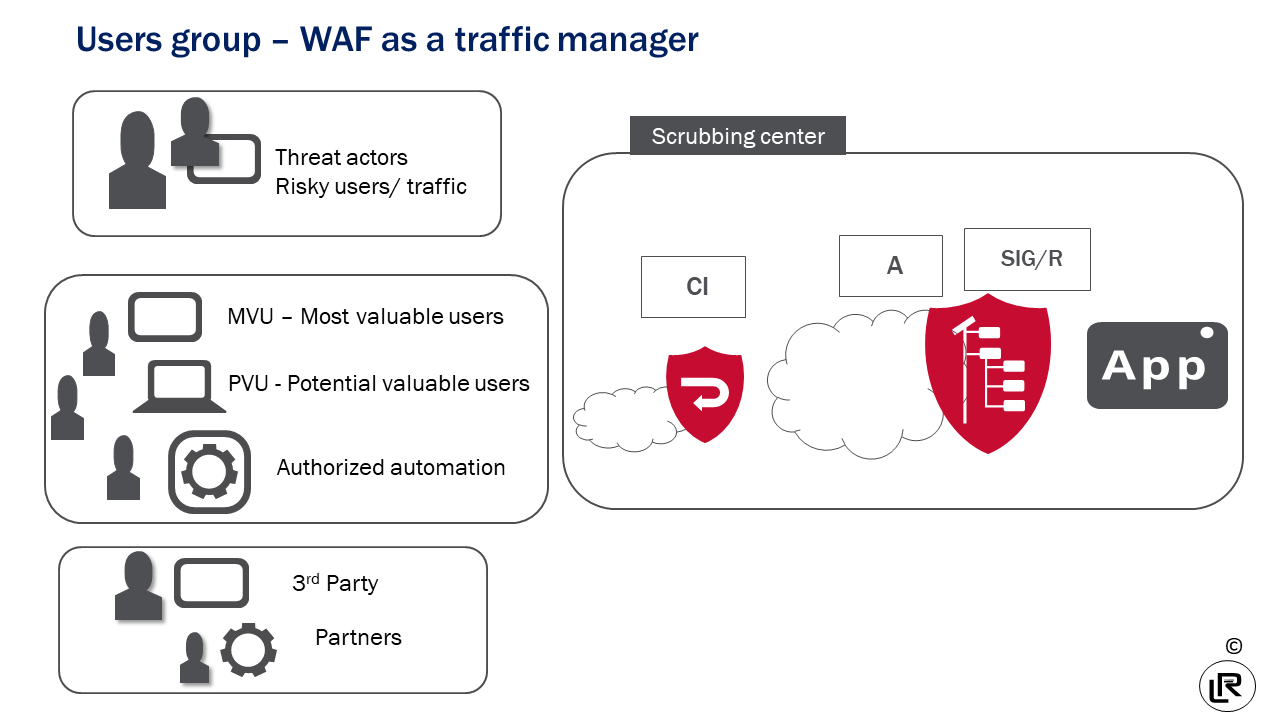 Users group – WAF as a traffic manager
Threat actors
Risky users/ traffic
MVU – Most valuable users
PVU - Potential valuable users
Authorized automation
3rd Party
Partners
Scrubbing center
CI
A
SIG/R
App
©
LR